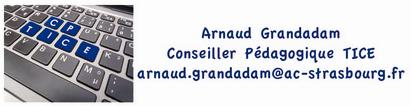 CP
TICE
Arnaud Grandadam
Conseiller Pédagogique TICE
arnaud.grandadam@ac-strasbourg.fr